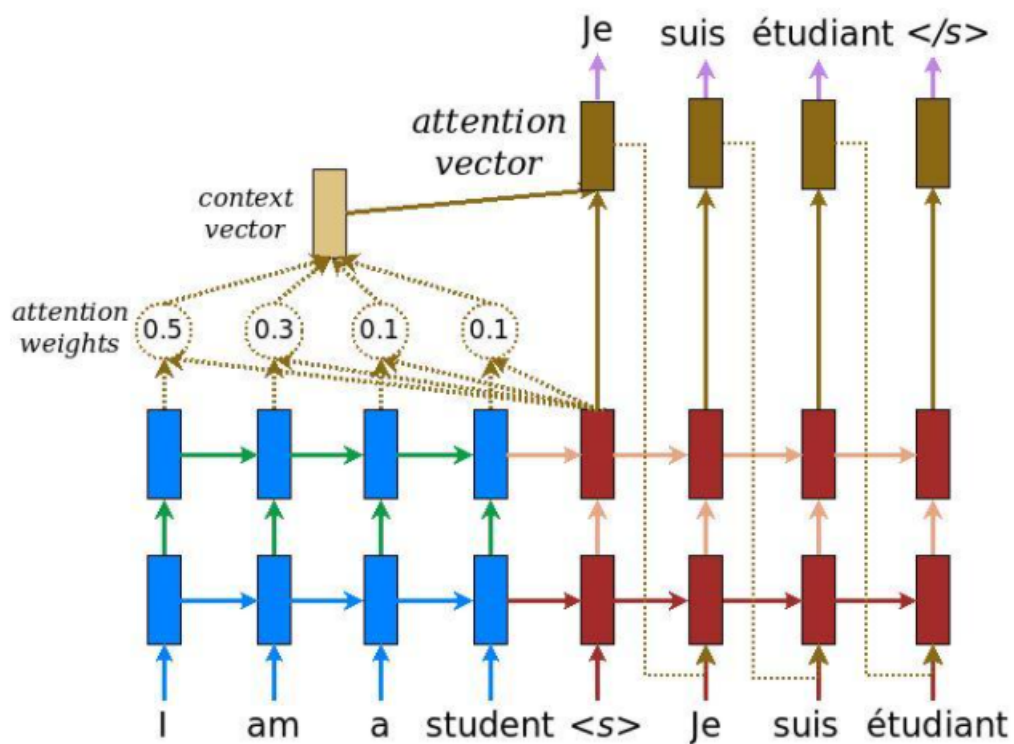 Je suis étudiant </s>
attention
vector
context
vector
attention
weights
0.5 0.3 0.1 0.1
I am a student <s> Je suis étudiant